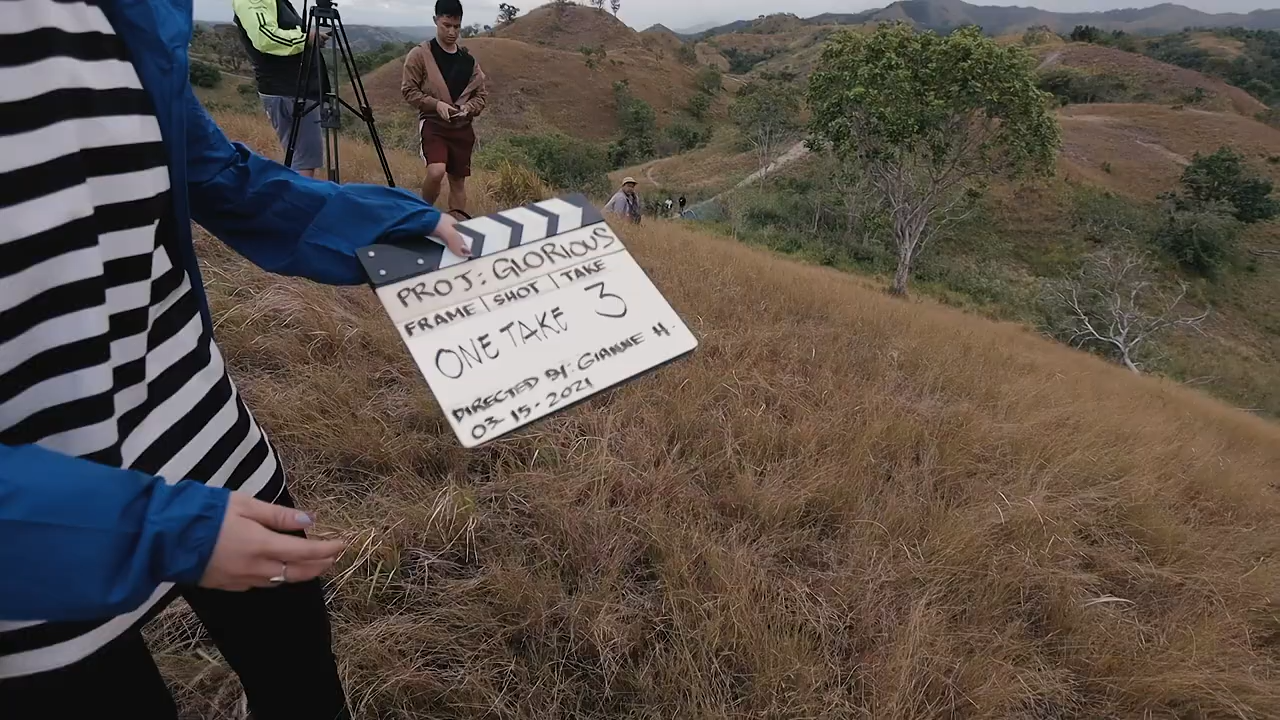 PROJ: GLORIOUS
FRAME | SHOT | TAKE
ONE TAKE 3
DIRECTED BY: GIANNE H.
03-15-2021